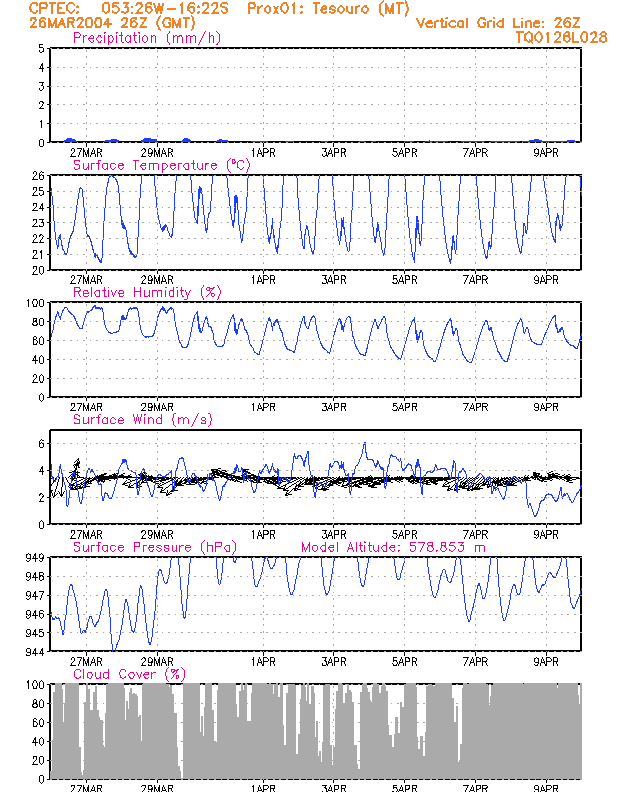 CPTEC: 053:26W-16:22S Prox01: Tesouro (MT)
26MAR2004 26Z (GMT) Vertical Grid Line: 26Z
Precipitation (mm/h) TQ0126L028
5
4
3
2
1
0
27MAR 29MAR 1APR 3APR 5APR 7APR 9APR
Surface Temperature (ºC)
26
25
24
23
22
21
20
27MAR 29MAR 1APR 3APR 5APR 7APR 9APR
Relative Humidity (%)
100
80
60
40
20
0
27MAR 29MAR 1APR 3APR 5APR 7APR 9APR
Surface Wind (m/s)
6
4
2
0
27MAR 29MAR 1APR 3APR 5APR 7APR 9APR
Surface Pressure (hPa) Model Altitude: 578.853 m
949
948
947
946
945
944
27MAR 29MAR 1APR 3APR 5APR 7APR 9APR
Cloud Cover (%)
100
80
60
40
20
0
27MAR 29MAR 1APR 3APR 5APR 7APR 9APR